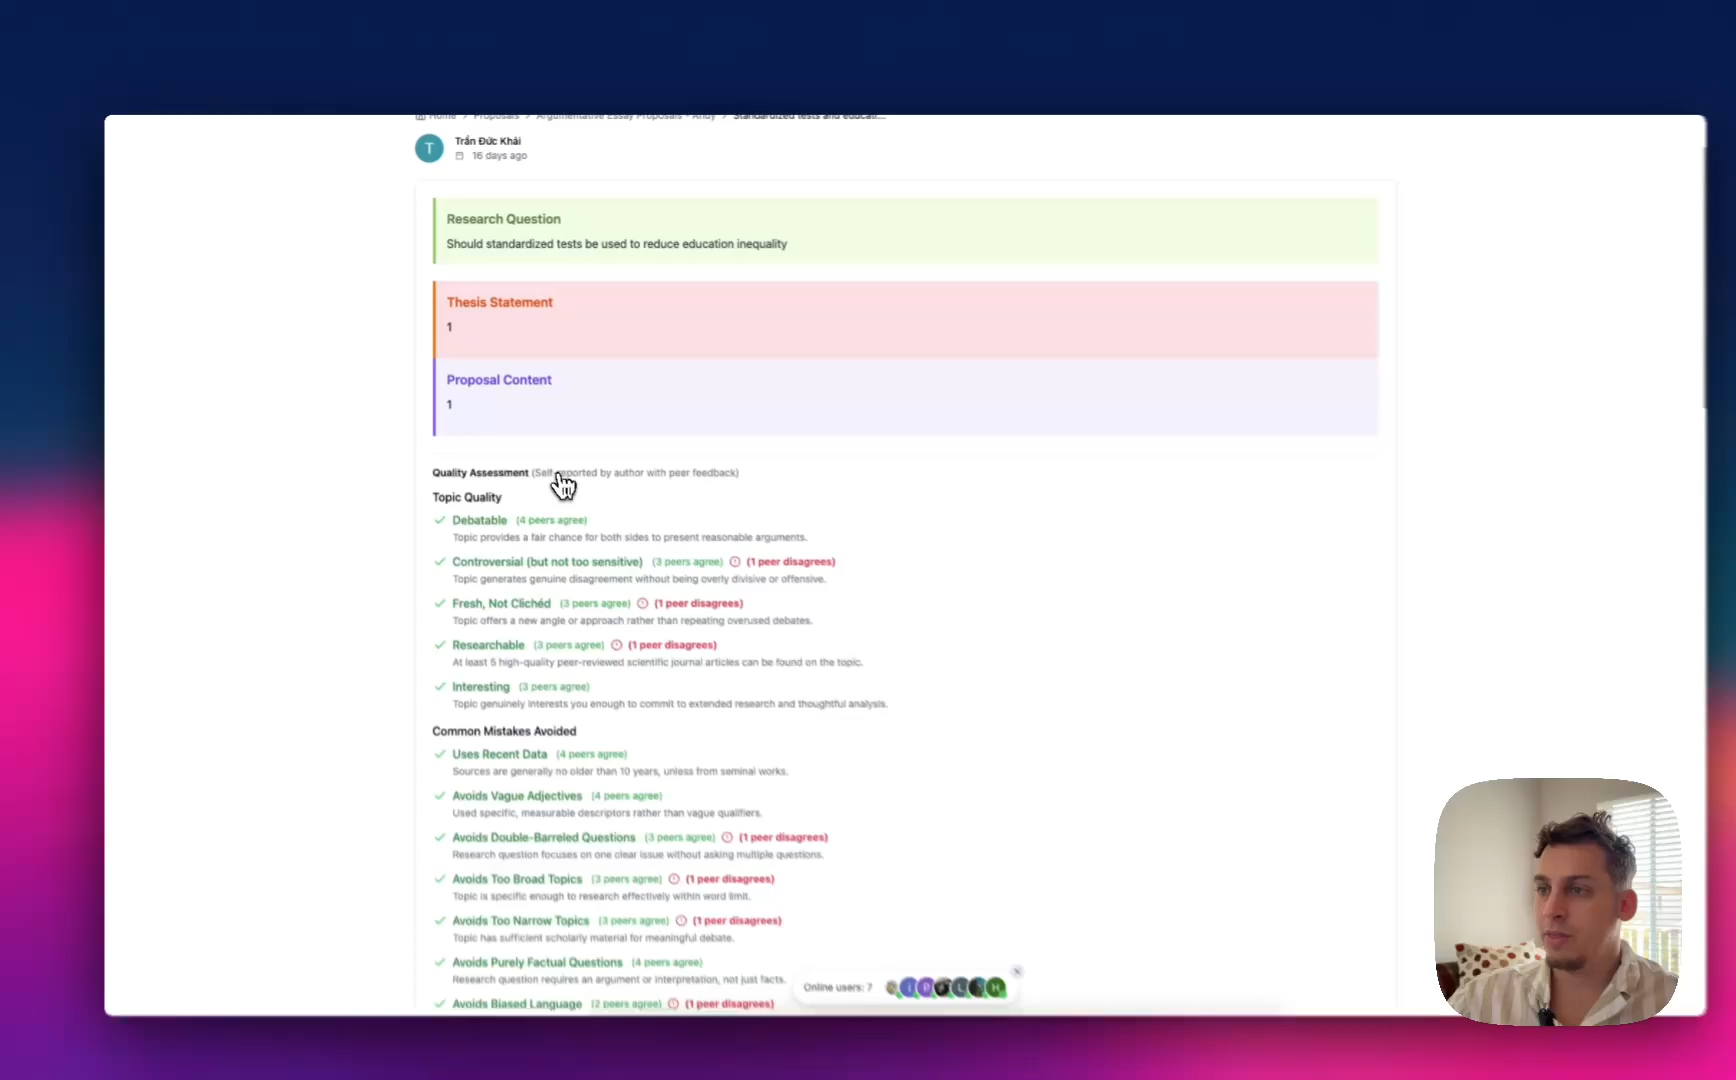 Home > Proposals > Argumentative Essay Proposals - Andy > Standardized tests and educati...
T
Trần Đức Khải
16 days ago
Research Question
Should standardized tests be used to reduce education inequality
Thesis Statement
1
Proposal Content
1
Quality Assessment (Self-reported by author with peer feedback)
Topic Quality
Debatable (4 peers agree)
Topic provides a fair chance for both sides to present reasonable arguments.
Controversial (but not too sensitive) (3 peers agree) (1 peer disagrees)
Topic generates genuine disagreement without being overly divisive or offensive.
Fresh, Not Clichéd (3 peers agree) (1 peer disagrees)
Topic offers a new angle or approach rather than repeating overused debates.
Researchable (3 peers agree) (1 peer disagrees)
At least 5 high-quality peer-reviewed scientific journal articles can be found on the topic.
Interesting (3 peers agree)
Topic genuinely interests you enough to commit to extended research and thoughtful analysis.
Common Mistakes Avoided
Uses Recent Data (4 peers agree)
Sources are generally no older than 10 years, unless from seminal works.
Avoids Vague Adjectives (4 peers agree)
Used specific, measurable descriptors rather than vague qualifiers.
Avoids Double-Barreled Questions (3 peers agree) (1 peer disagrees)
Research question focuses on one clear issue without asking multiple questions.
Avoids Too Broad Topics (3 peers agree) (1 peer disagrees)
Topic is specific enough to research effectively within word limit.
Avoids Too Narrow Topics (3 peers agree) (1 peer disagrees)
Topic has sufficient scholarly material for meaningful debate.
Avoids Purely Factual Questions (4 peers agree)
Research question requires an argument or interpretation, not just facts.
Online users: 7
Avoids Biased Language (2 peers agree) (1 peer disagrees)